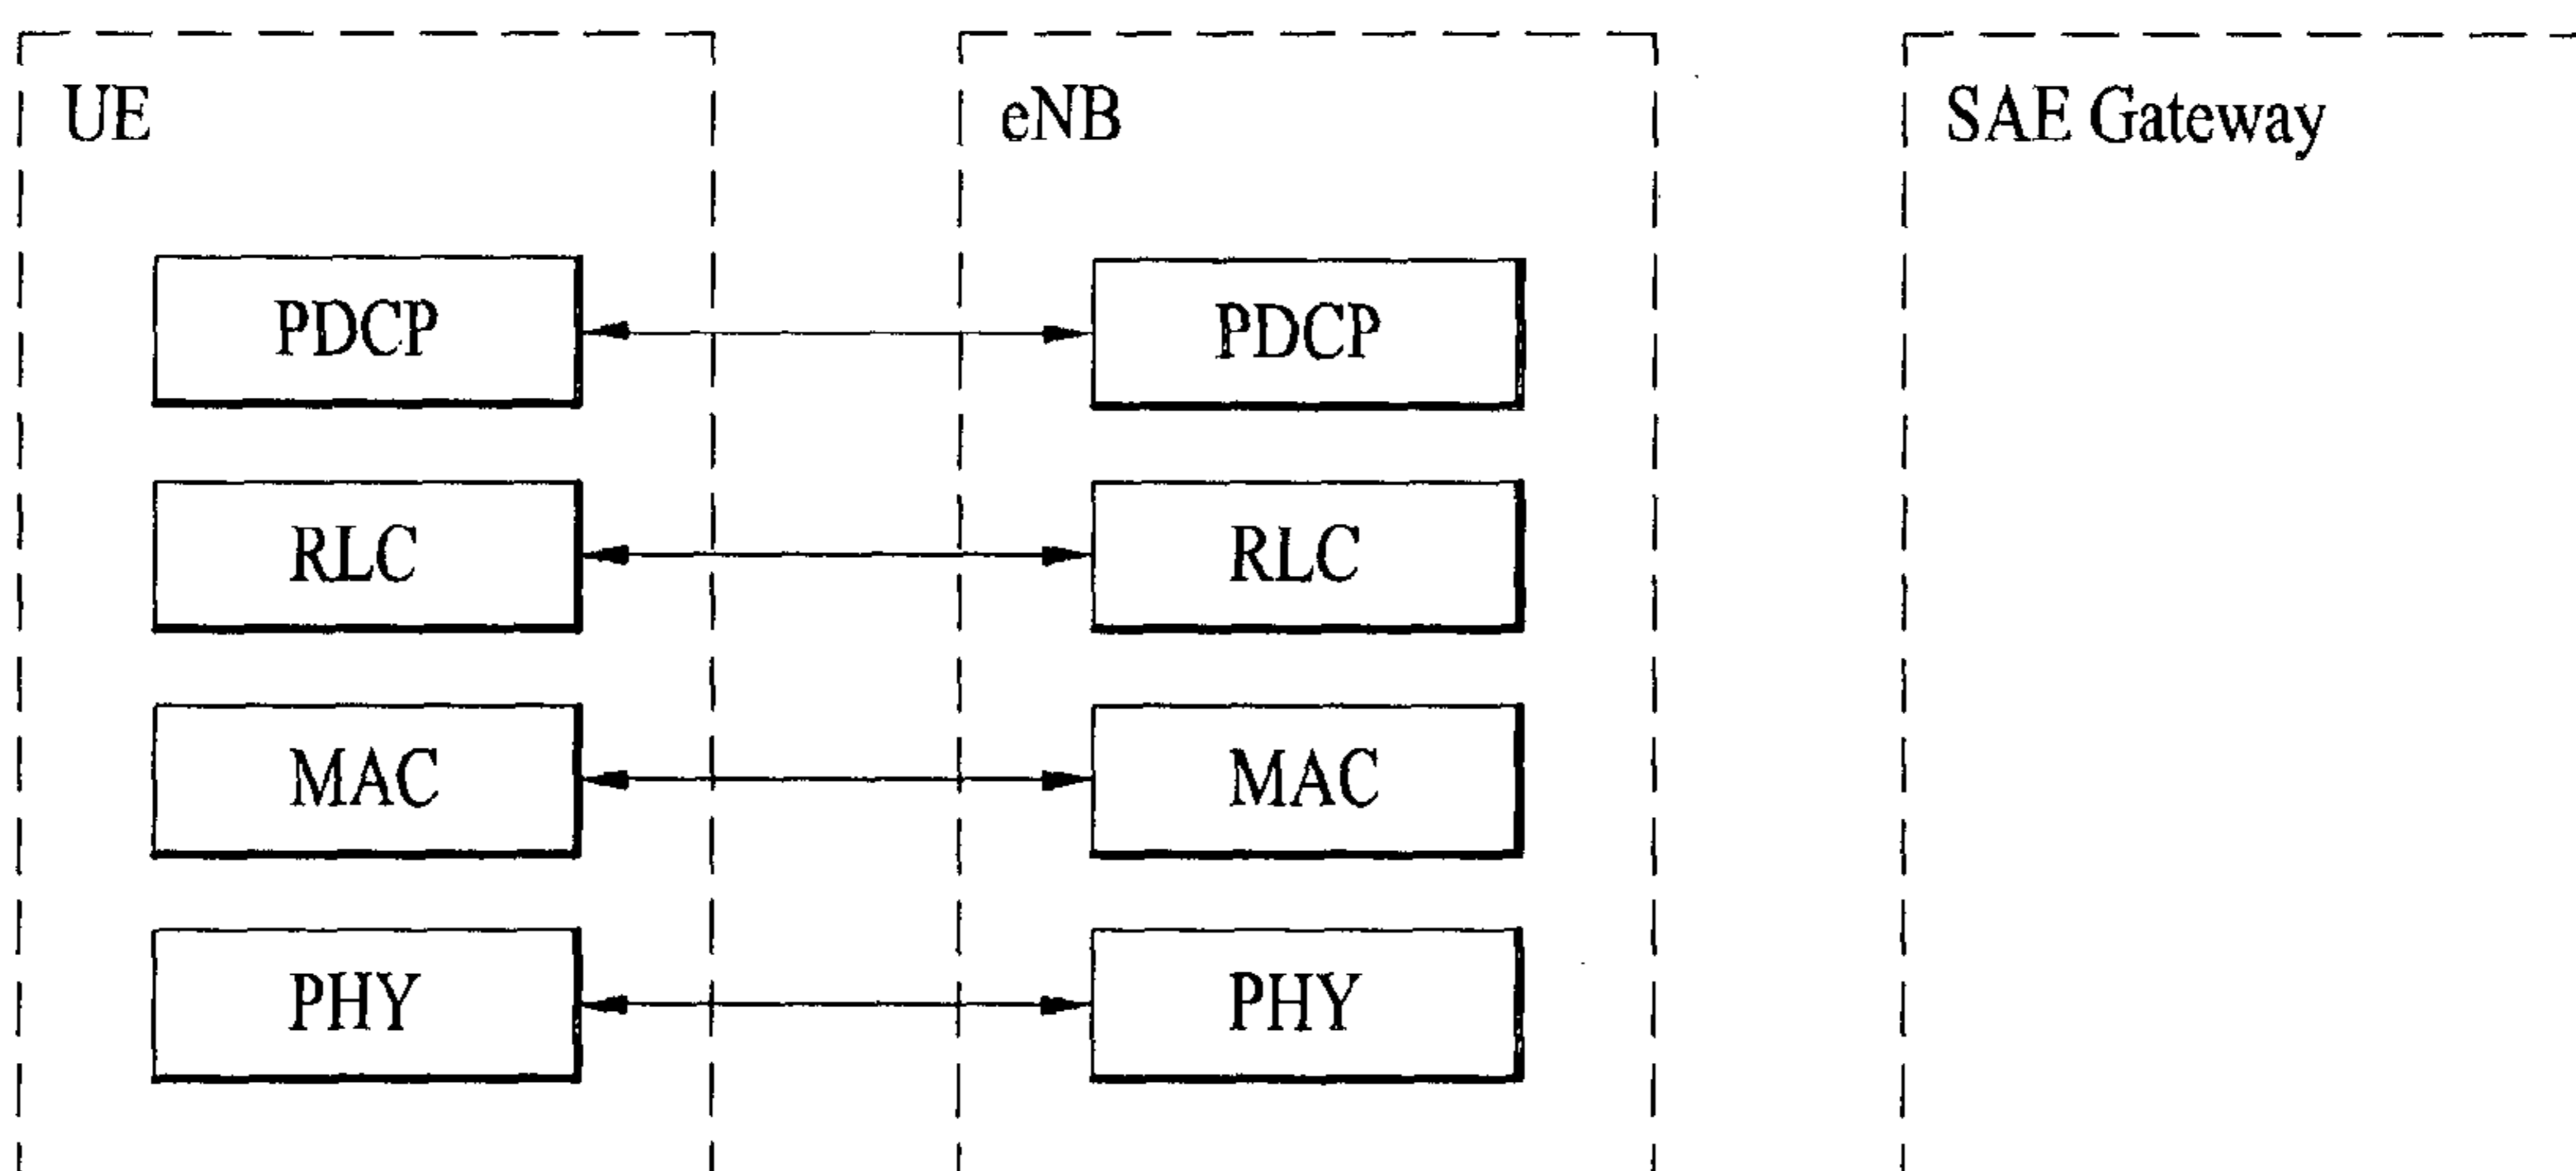 UE
eNB
SAE Gateway
PDCP
PDCP
RLC
RLC
MAC
MAC
PHY
PHY